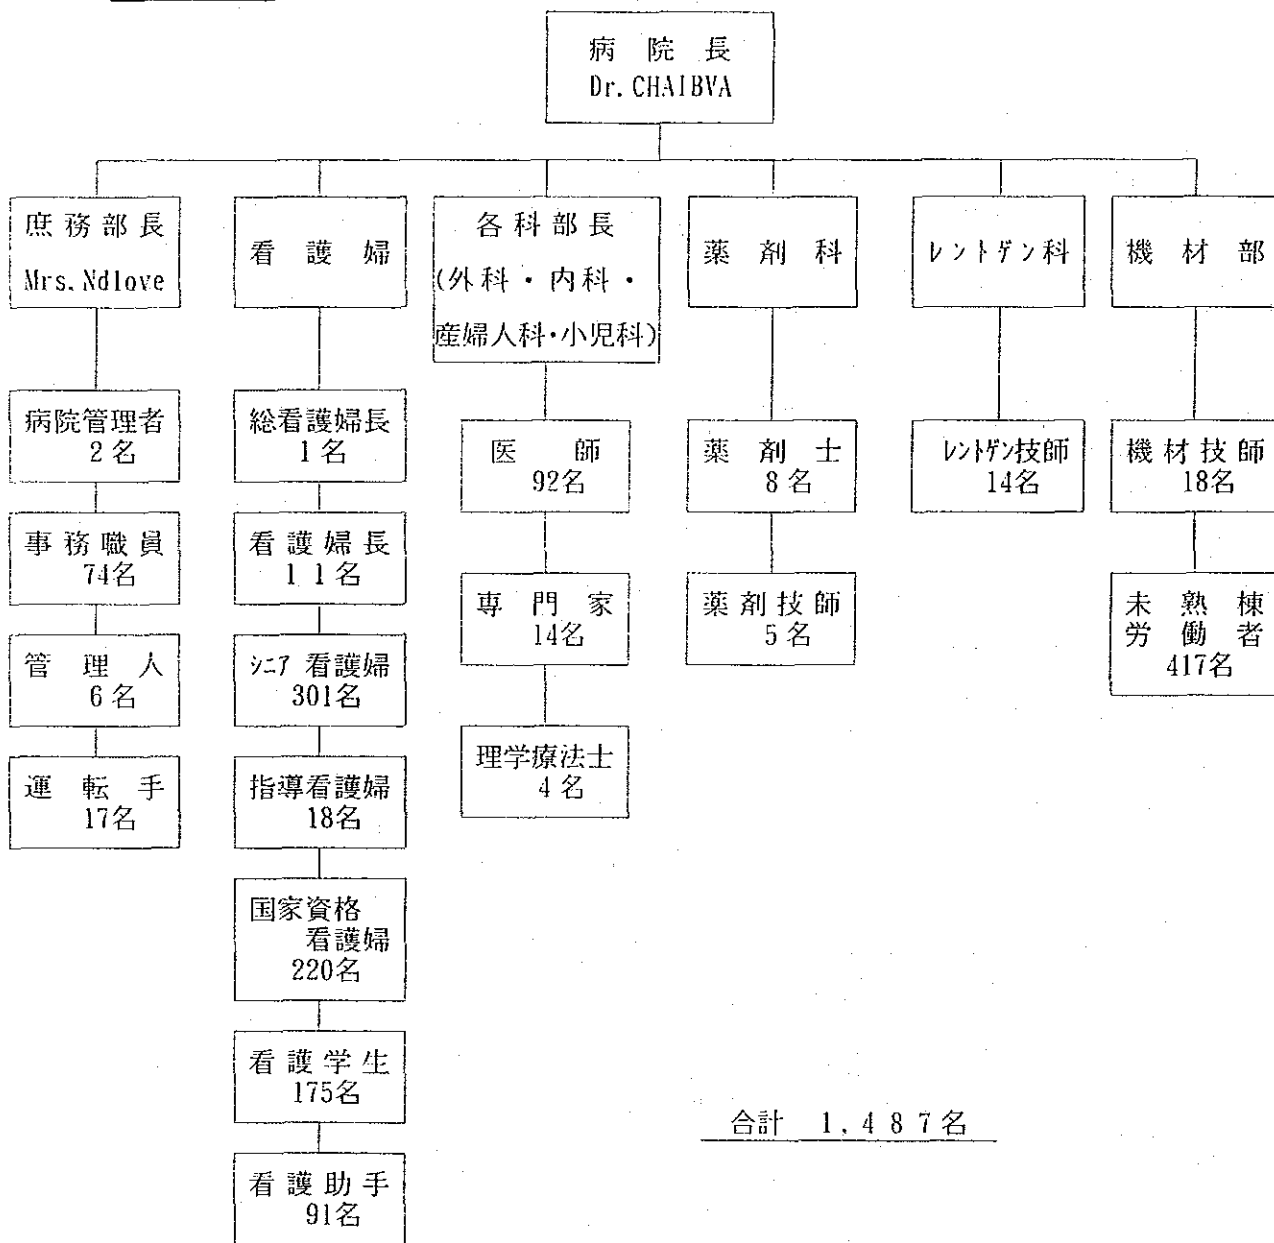 病院長
Dr. CHAIBVA
庶務部長
Mrs. Ndlove
看護婦
各科部長
(外科・内科・
産婦人科・小児科)
薬剤科
レントゲン科
機材部
病院管理者
2名
事務職員
74名
管理人
6名
運転手
17名
総看護婦長
1名
看護婦長
11名
シニア 看護婦
301名
指導看護婦
18名
国家資格
看護婦
220名
看護学生
175名
看護助手
91名
医師
92名
専門家
14名
理学療法士
4名
薬剤士
8名
薬剤技師
5名
レントゲン技師
14名
機材技師
18名
未熟棟
労働者
417名
合計 1,487名